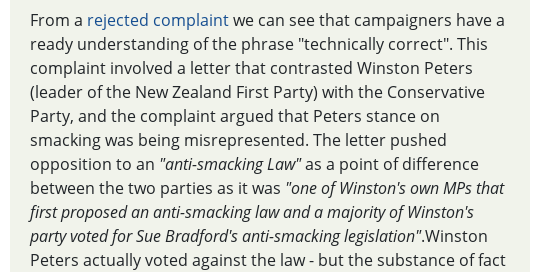 From a rejected complaint we can see that campaigners have a
ready understanding of the phrase "technically correct". This
complaint involved a letter that contrasted Winston Peters
(leader of the New Zealand First Party) with the Conservative
Party, and the complaint argued that Peters stance on
smacking was being misrepresented. The letter pushed
opposition to an "anti-smacking Law" as a point of difference
between the two parties as it was "one of Winston's own MPs that
first proposed an anti-smacking law and a majority of Winston's
party voted for Sue Bradford's anti-smacking legislation".Winston
Peters actually voted against the law - but the substance of fact